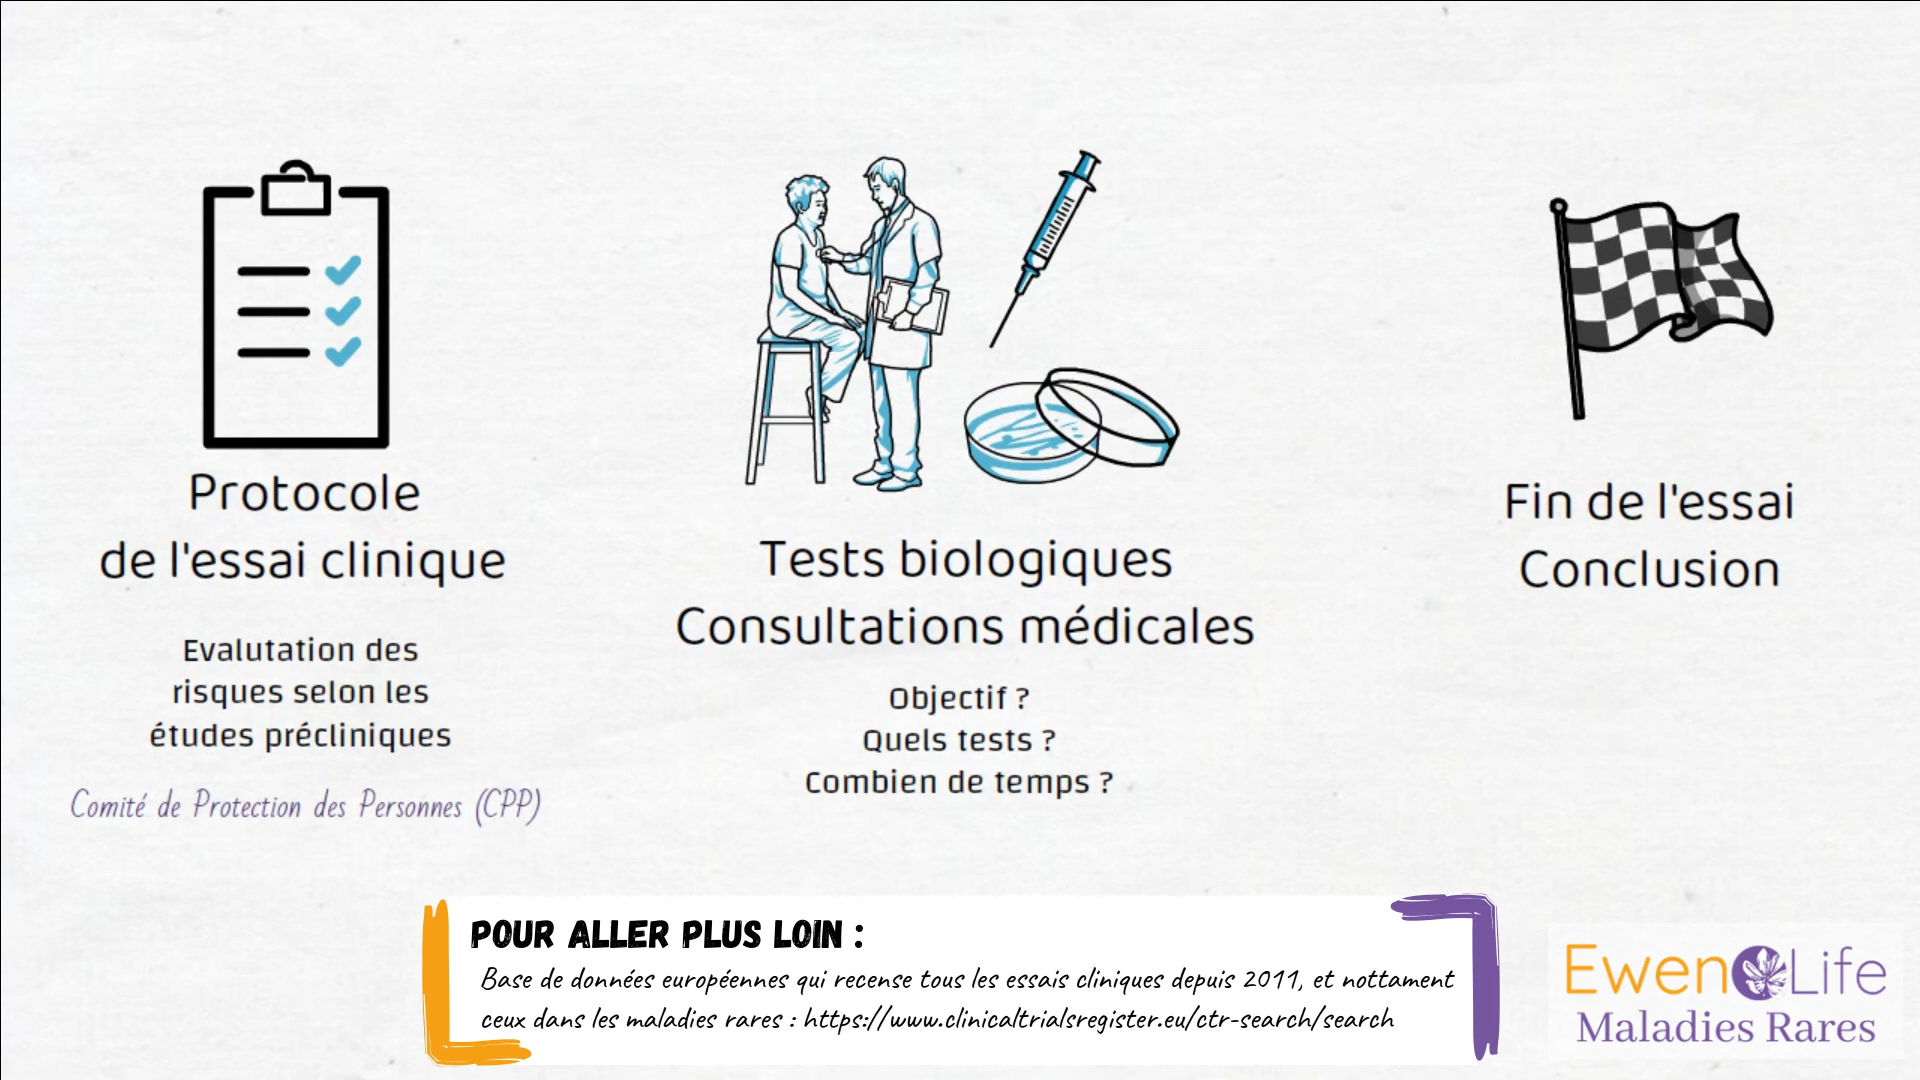 Protocole
de l'essai clinique
Evalutation des
risques selon les
études précliniques
Comité de Protection des Personnes (CPP)
Tests biologiques
Consultations médicales
Objectif ?
Quels tests ?
Combien de temps ?
Fin de l'essai
Conclusion
POUR ALLER PLUS LOIN :
Base de données européennes qui recense tous les essais cliniques depuis 2011, et nottament
ceux dans les maladies rares : https://www.clinicaltrialsregister.eu/ctr-search/search
Ewen Life
Maladies Rares